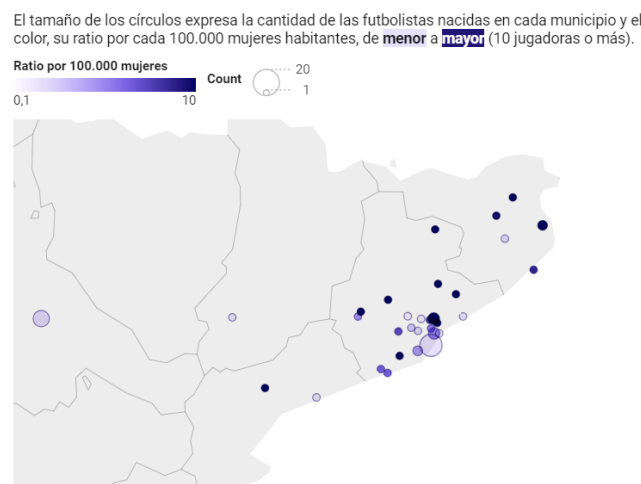 El tamaño de los círculos expresa la cantidad de las futbolistas nacidas en cada municipio y el
color, su ratio por cada 100.000 mujeres habitantes, de menor a mayor (10 jugadoras o más).
Ratio por 100.000 mujeres
0,1 10
Count
20
1